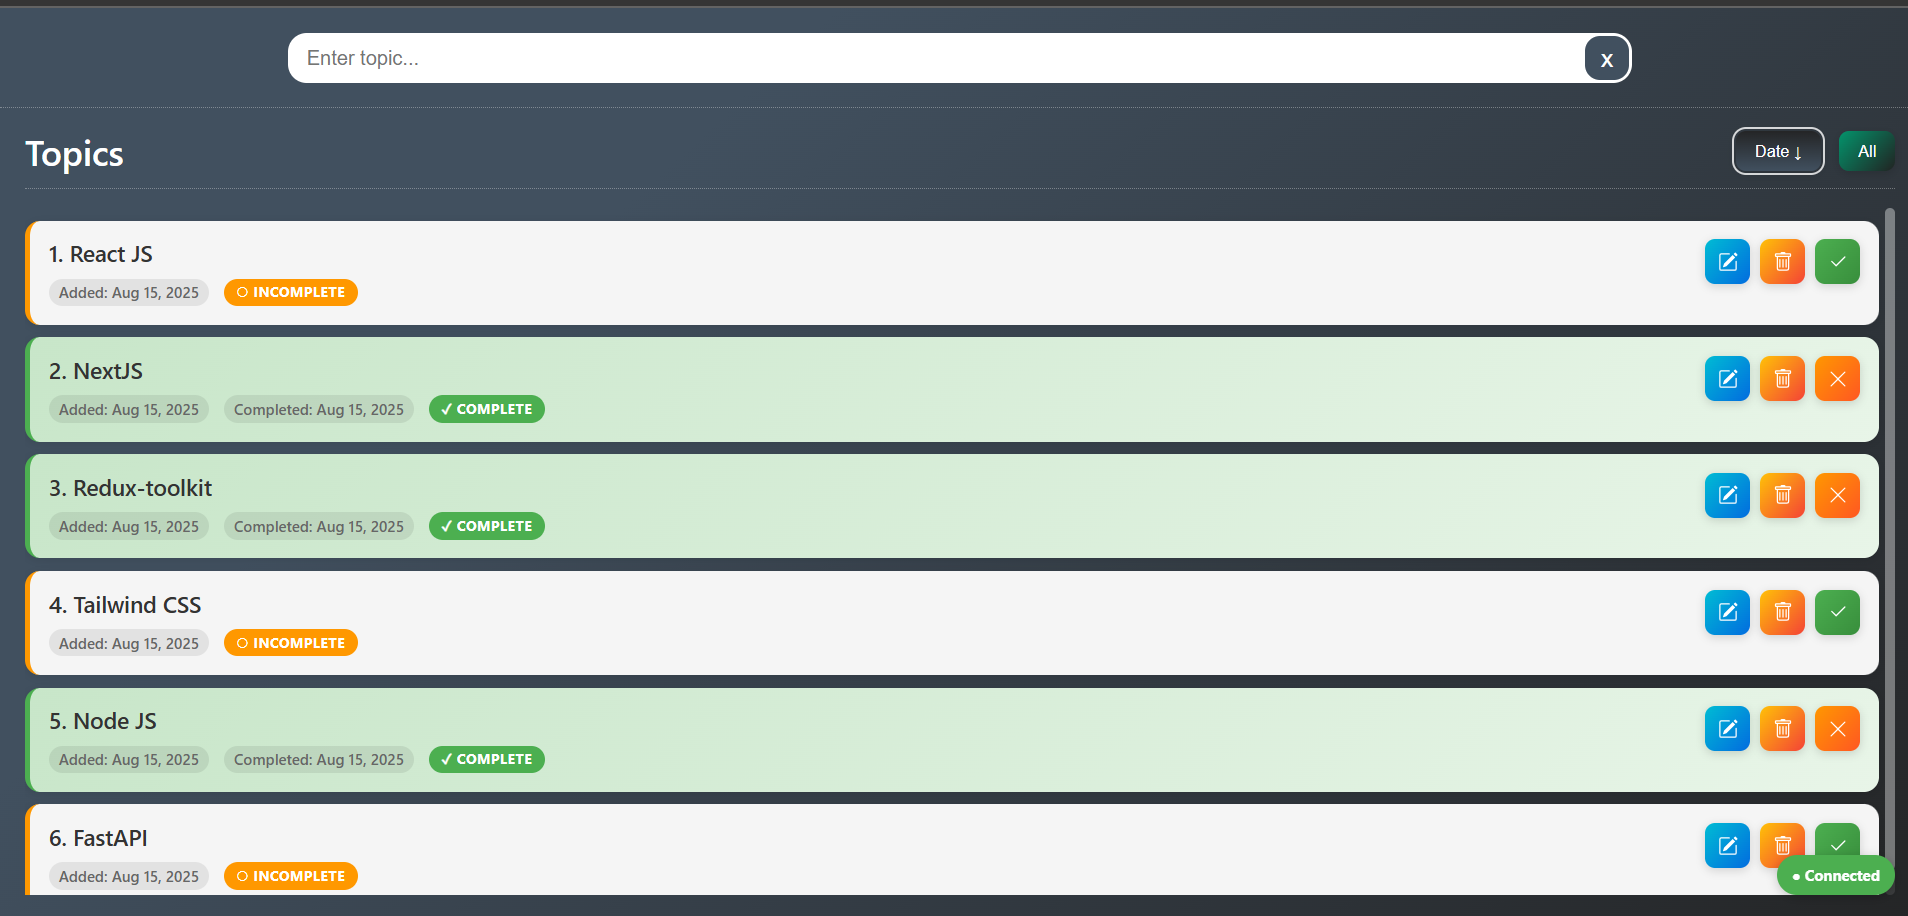 Enter topic...
x
Topics
Date ↓
All
1. React JS
Added: Aug 15, 2025
○ INCOMPLETE
2. NextJS
Added: Aug 15, 2025
Completed: Aug 15, 2025
✓ COMPLETE
3. Redux-toolkit
Added: Aug 15, 2025
Completed: Aug 15, 2025
✓ COMPLETE
4. Tailwind CSS
Added: Aug 15, 2025
○ INCOMPLETE
5. Node JS
Added: Aug 15, 2025
Completed: Aug 15, 2025
✓ COMPLETE
6. FastAPI
Added: Aug 15, 2025
○ INCOMPLETE
● Connected